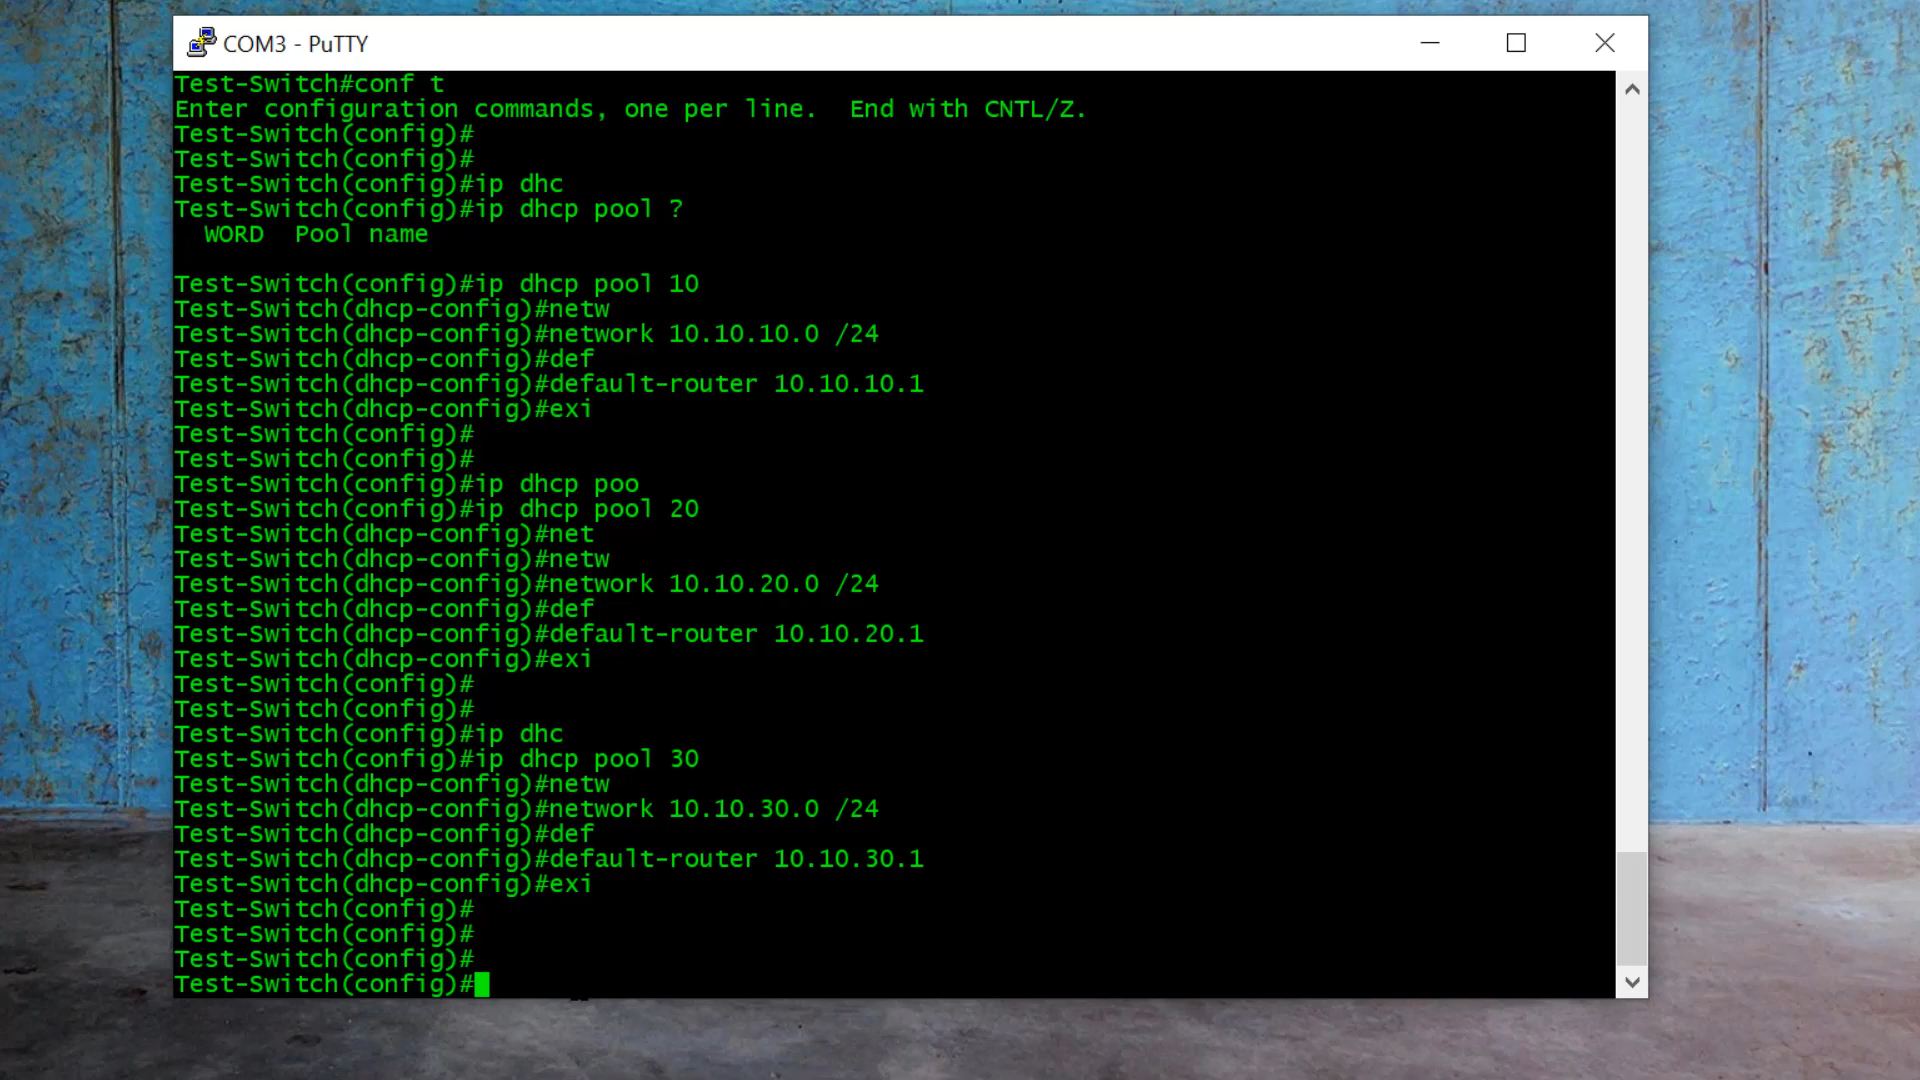 COM3 - PuTTY
Test-Switch#conf t
Enter configuration commands, one per line.  End with CNTL/Z.
Test-Switch(config)#
Test-Switch(config)#
Test-Switch(config)#ip dhc
Test-Switch(config)#ip dhcp pool ?
  WORD  Pool name
Test-Switch(config)#ip dhcp pool 10
Test-Switch(dhcp-config)#netw
Test-Switch(dhcp-config)#network 10.10.10.0 /24
Test-Switch(dhcp-config)#def
Test-Switch(dhcp-config)#default-router 10.10.10.1
Test-Switch(dhcp-config)#exi
Test-Switch(config)#
Test-Switch(config)#
Test-Switch(config)#ip dhcp poo
Test-Switch(config)#ip dhcp pool 20
Test-Switch(dhcp-config)#net
Test-Switch(dhcp-config)#netw
Test-Switch(dhcp-config)#network 10.10.20.0 /24
Test-Switch(dhcp-config)#def
Test-Switch(dhcp-config)#default-router 10.10.20.1
Test-Switch(dhcp-config)#exi
Test-Switch(config)#
Test-Switch(config)#
Test-Switch(config)#ip dhc
Test-Switch(config)#ip dhcp pool 30
Test-Switch(dhcp-config)#netw
Test-Switch(dhcp-config)#network 10.10.30.0 /24
Test-Switch(dhcp-config)#def
Test-Switch(dhcp-config)#default-router 10.10.30.1
Test-Switch(dhcp-config)#exi
Test-Switch(config)#
Test-Switch(config)#
Test-Switch(config)#
Test-Switch(config)#